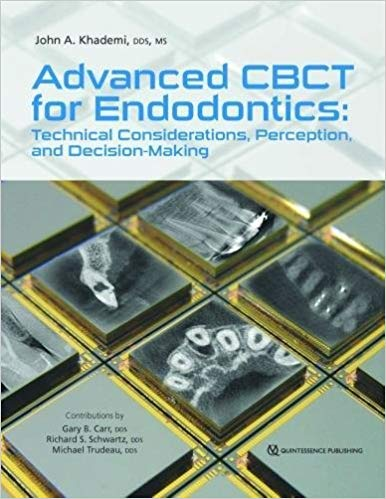 John A. Khademi, DDS, MS
Advanced CBCT
for Endodontics:
Technical Considerations, Perception,
and Decision-Making
Contributions by
Gary B. Carr, DDS
Richard S. Schwartz, DDS
Michael Trudeau, DDS
QUINTESSENCE PUBLISHING